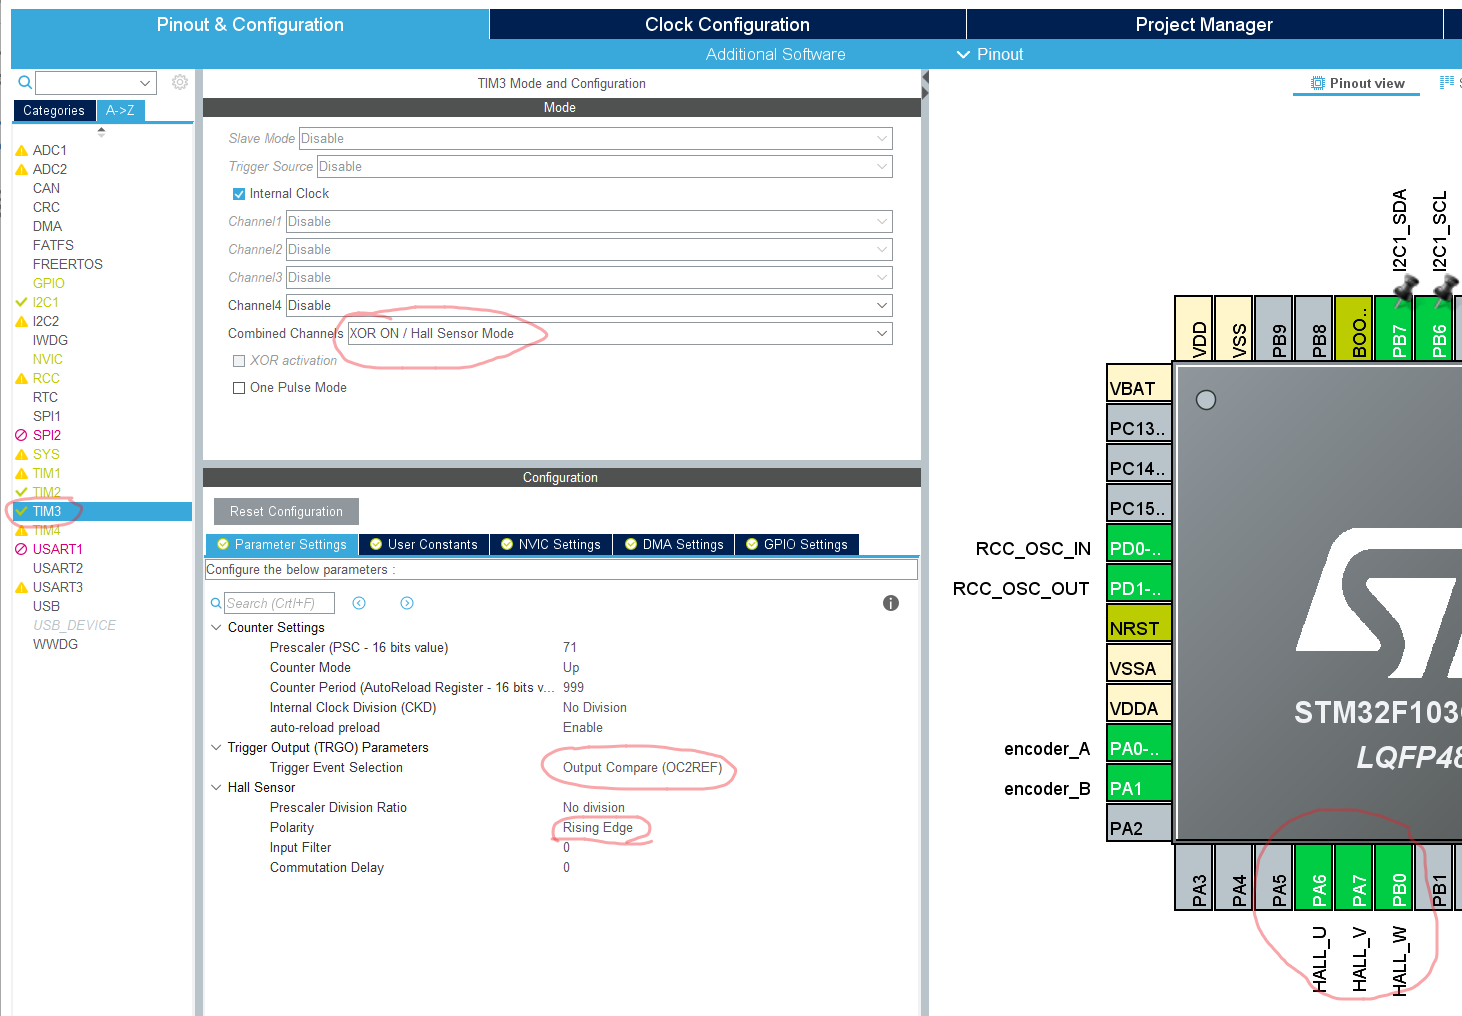 Pinout & Configuration
Clock Configuration
Project Manager
Additional Software
Pinout
Categories
A->Z
ADC1
ADC2
CAN
CRC
DMA
FATFS
FREERTOS
GPIO
I2C1
I2C2
IWDG
NVIC
RCC
RTC
SPI1
SPI2
SYS
TIM1
TIM2
TIM3
TIM4
USART1
USART2
USART3
USB
USB_DEVICE
WWDG
TIM3 Mode and Configuration
Mode
Slave Mode Disable
Trigger Source Disable
Internal Clock
Channel1 Disable
Channel2 Disable
Channel3 Disable
Channel4 Disable
Combined Channels XOR ON / Hall Sensor Mode
XOR activation
One Pulse Mode
Configuration
Reset Configuration
Parameter Settings
User Constants
NVIC Settings
DMA Settings
GPIO Settings
Configure the below parameters :
Search (CrtI+F)
Counter Settings
Prescaler (PSC - 16 bits value) 71
Counter Mode Up
Counter Period (AutoReload Register - 16 bits v... 999
Internal Clock Division (CKD) No Division
auto-reload preload Enable
Trigger Output (TRGO) Parameters
Trigger Event Selection Output Compare (OC2REF)
Hall Sensor
Prescaler Division Ratio No division
Polarity Rising Edge
Input Filter 0
Commutation Delay 0
Pinout view
I2C1_SDA
I2C1_SCL
VDD
VSS
PB9
PB8
BOO..
PB7
PB6
VBAT
PC13..
PC14..
PC15..
RCC_OSC_IN PD0-..
RCC_OSC_OUT PD1-..
NRST
VSSA
VDDA
encoder_A PA0-..
encoder_B PA1
PA2
STM32F103
LQFP48
PA3
PA4
PA5
PA6
PA7
PB0
PB1
HALL_U
HALL_V
HALL_W